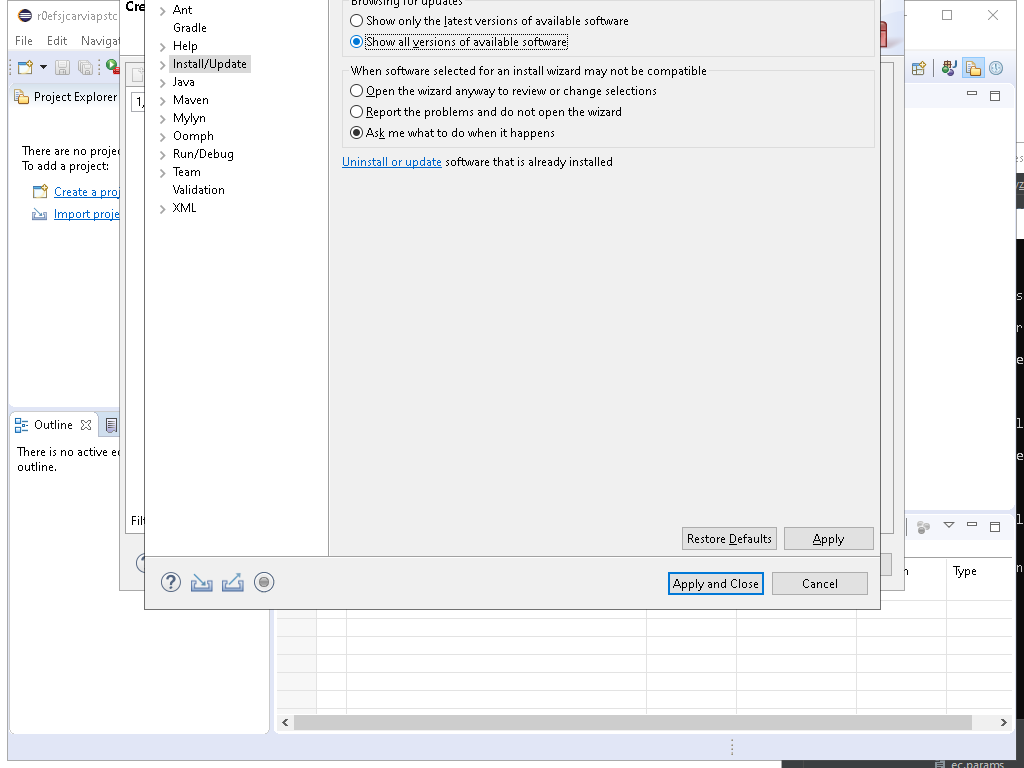 r0efsjcarviapstc
Cre
File Edit Navigat
Project Explorer
1,
There are no projec
To add a project:
Create a proj
Import proje
Outline
There is no active ed
outline.
Ant
Gradle
Help
Install/Update
Java
Maven
Mylyn
Oomph
Run/Debug
Team
Validation
XML
Browsing for updates
Show only the latest versions of available software
Show all versions of available software
When software selected for an install wizard may not be compatible
Open the wizard anyway to review or change selections
Report the problems and do not open the wizard
Ask me what to do when it happens
Uninstall or update software that is already installed
Filt
Restore Defaults Apply
Apply and Close Cancel
Type
ec.params